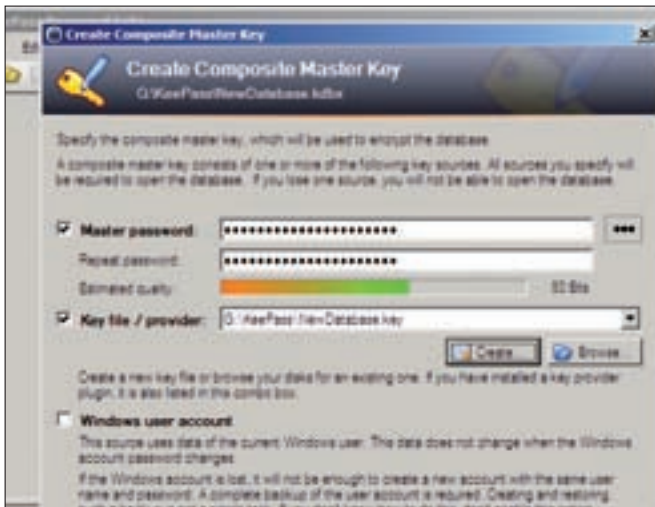 Create Composite Master Key
Create Composite Master Key
G:\KeePass\NewDatabase.kdbx
Specify the composite master key, which will be used to encrypt the database.
A composite master key consists of one or more of the following key sources. All sources you specify will
be required to open the database. If you lose one source, you will not be able to open the database.
Master password:
Repeat password:
Estimated quality:
Bits
Key file / provider:
G:\KeePass\NewDatabase.key
Create...
Browse...
Create a new key file or browse your disks for an existing one. If you have installed a key provider
plugin, it is also listed in the combo box.
Windows user account
This source uses data of the current Windows user. This data does not change when the Windows
account password changes.
If the Windows account is lost, it will not be enough to create a new account with the same user
name and password. A complete backup of the user account is required. Creating and restoring